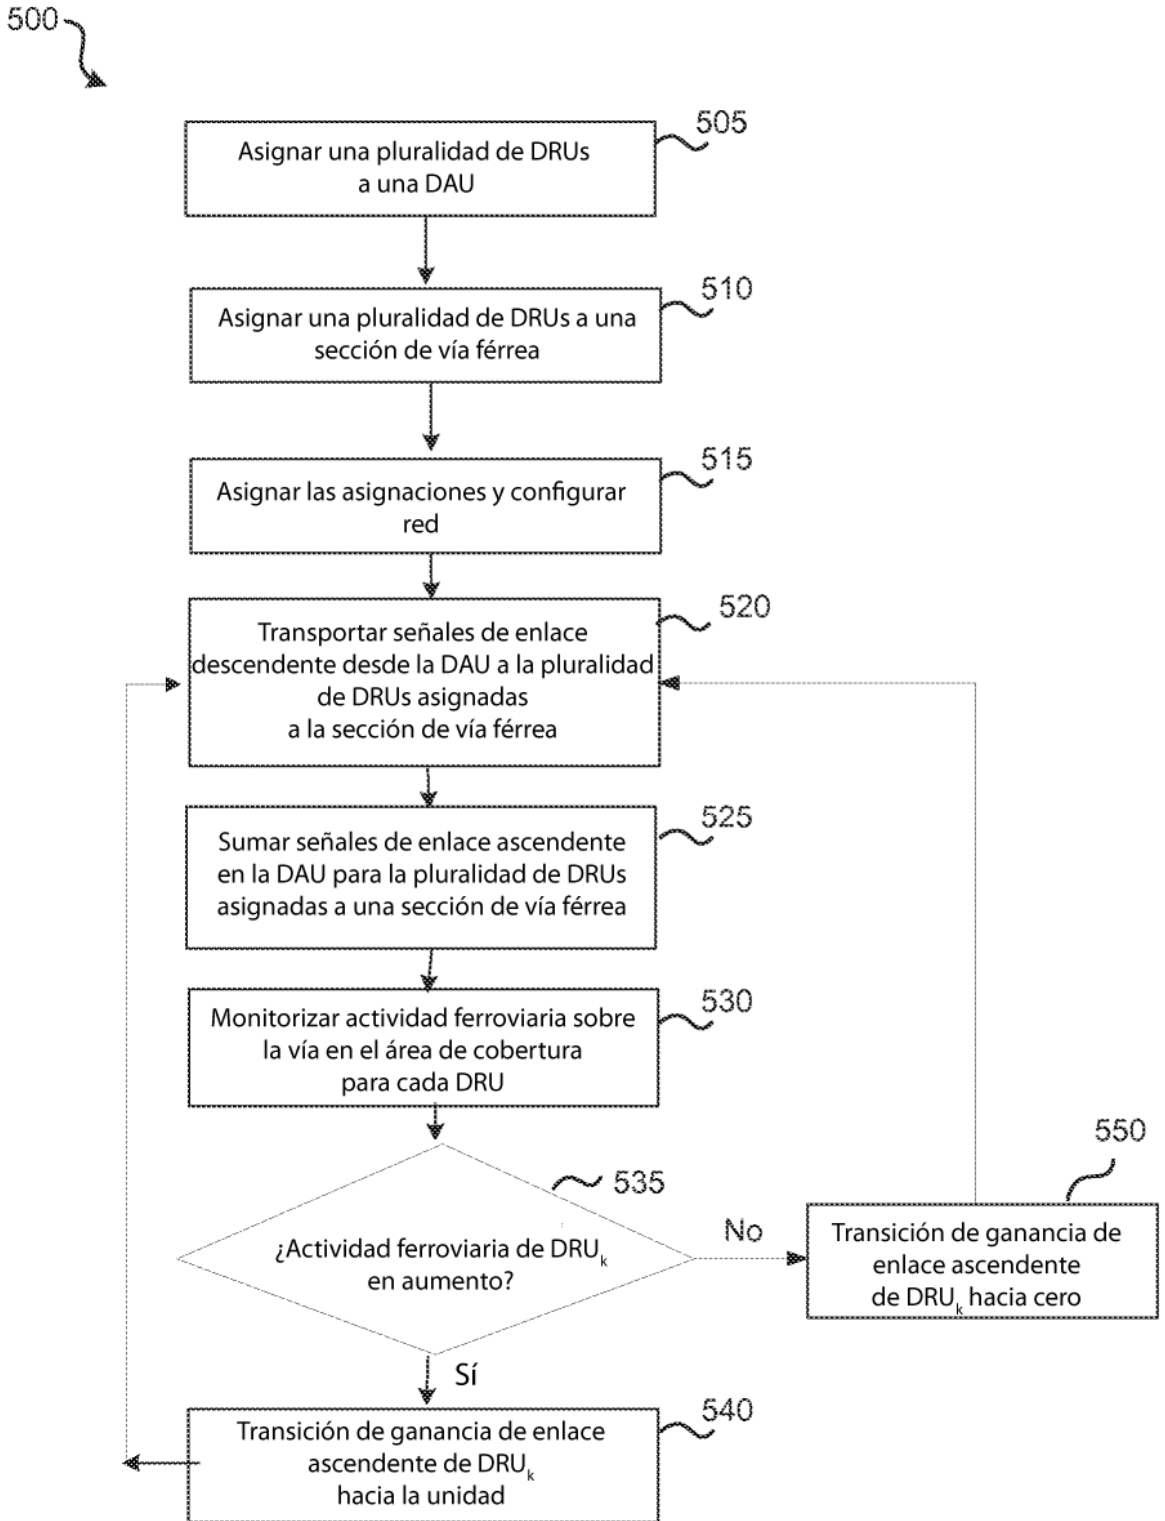 500
505
Asignar una pluralidad de DRUs
a una DAU
510
Asignar una pluralidad de DRUs a una
sección de vía férrea
515
Asignar las asignaciones y configurar
red
520
Transportar señales de enlace
descendente desde la DAU a la pluralidad
de DRUs asignadas
a la sección de vía férrea
525
Sumar señales de enlace ascendente
en la DAU para la pluralidad de DRUs
asignadas a una sección de vía férrea
530
Monitorizar actividad ferroviaria sobre
la vía en el área de cobertura
para cada DRU
535
¿Actividad ferroviaria de DRUk
en aumento?
No
550
Transición de ganancia de
enlace ascendente
de DRUk hacia cero
Sí
540
Transición de ganancia de enlace
ascendente de DRUk
hacia la unidad